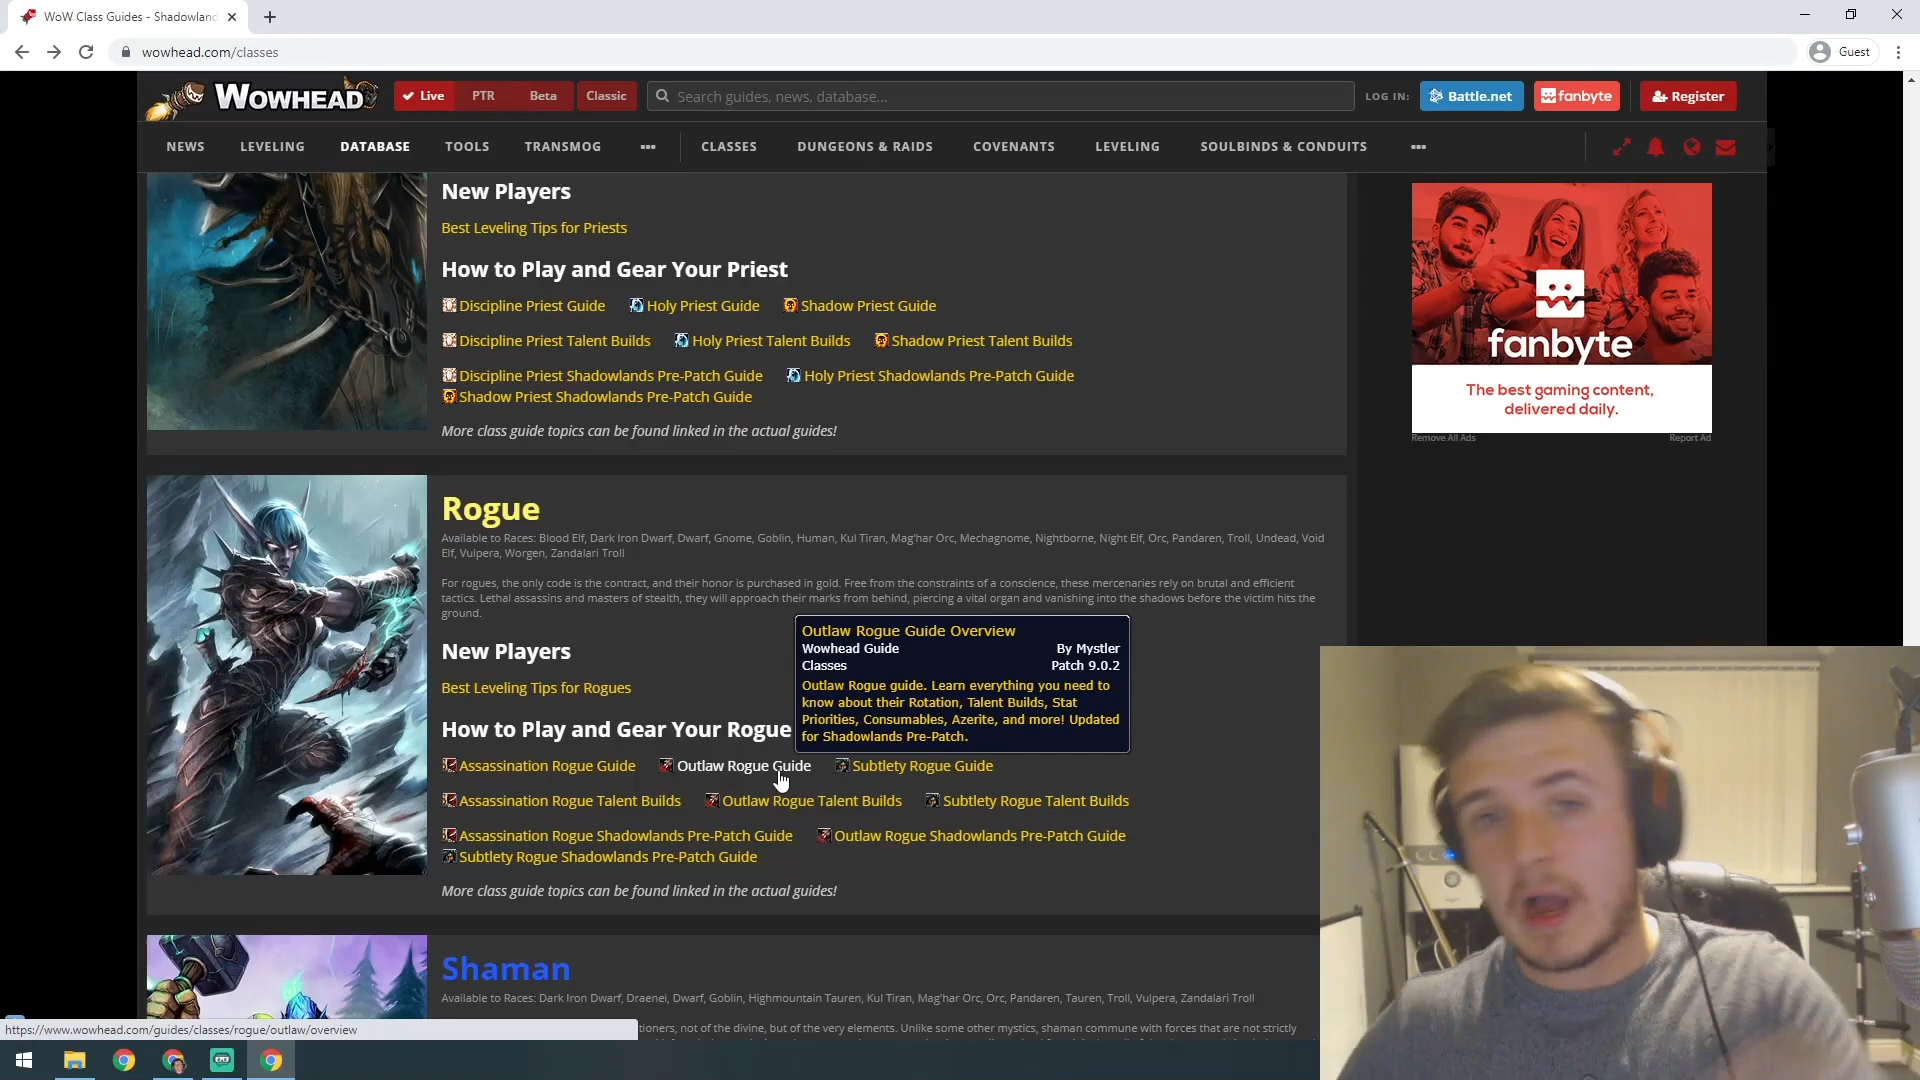 WoW Class Guides - Shadowland
wowhead.com/classes
Guest
WOWHEAD
Live
PTR
Beta
Classic
Search guides, news, database...
LOG IN:
Battle.net
fanbyte
Register
NEWS
LEVELING
DATABASE
TOOLS
TRANSMOG
CLASSES
DUNGEONS & RAIDS
COVENANTS
LEVELING
SOULBINDS & CONDUITS
New Players
Best Leveling Tips for Priests
How to Play and Gear Your Priest
Discipline Priest Guide Holy Priest Guide Shadow Priest Guide
Discipline Priest Talent Builds Holy Priest Talent Builds Shadow Priest Talent Builds
Discipline Priest Shadowlands Pre-Patch Guide Holy Priest Shadowlands Pre-Patch Guide
Shadow Priest Shadowlands Pre-Patch Guide
More class guide topics can be found linked in the actual guides!
fanbyte
The best gaming content,
delivered daily.
Remove All Ads Report Ad
Rogue
Available to Races: Blood Elf, Dark Iron Dwarf, Dwarf, Gnome, Goblin, Human, Kul Tiran, Mag'har Orc, Mechagnome, Nightborne, Night Elf, Orc, Pandaren, Troll, Undead, Void
Elf, Vulpera, Worgen, Zandalari Troll
For rogues, the only code is the contract, and their honor is purchased in gold. Free from the constraints of a conscience, these mercenaries rely on brutal and efficient
tactics. Lethal assassins and masters of stealth, they will approach their marks from behind, piercing a vital organ and vanishing into the shadows before the victim hits the
ground.
New Players
Best Leveling Tips for Rogues
How to Play and Gear Your Rogue
Outlaw Rogue Guide Overview
Wowhead Guide By Mystler
Classes Patch 9.0.2
Outlaw Rogue guide. Learn everything you need to
know about their Rotation, Talent Builds, Stat
Priorities, Consumables, Azerite, and more! Updated
for Shadowlands Pre-Patch.
Assassination Rogue Guide Outlaw Rogue Guide Subtlety Rogue Guide
Assassination Rogue Talent Builds Outlaw Rogue Talent Builds Subtlety Rogue Talent Builds
Assassination Rogue Shadowlands Pre-Patch Guide Outlaw Rogue Shadowlands Pre-Patch Guide
Subtlety Rogue Shadowlands Pre-Patch Guide
More class guide topics can be found linked in the actual guides!
Shaman
Available to Races: Dark Iron Dwarf, Draenei, Dwarf, Goblin, Highmountain Tauren, Kul Tiran, Mag'har Orc, Orc, Pandaren, Tauren, Troll, Vulpera, Zandalari Troll
tioners, not of the divine, but of the very elements. Unlike some other mystics, shaman commune with forces that are not strictly
https://www.wowhead.com/guides/classes/rogue/outlaw/overview